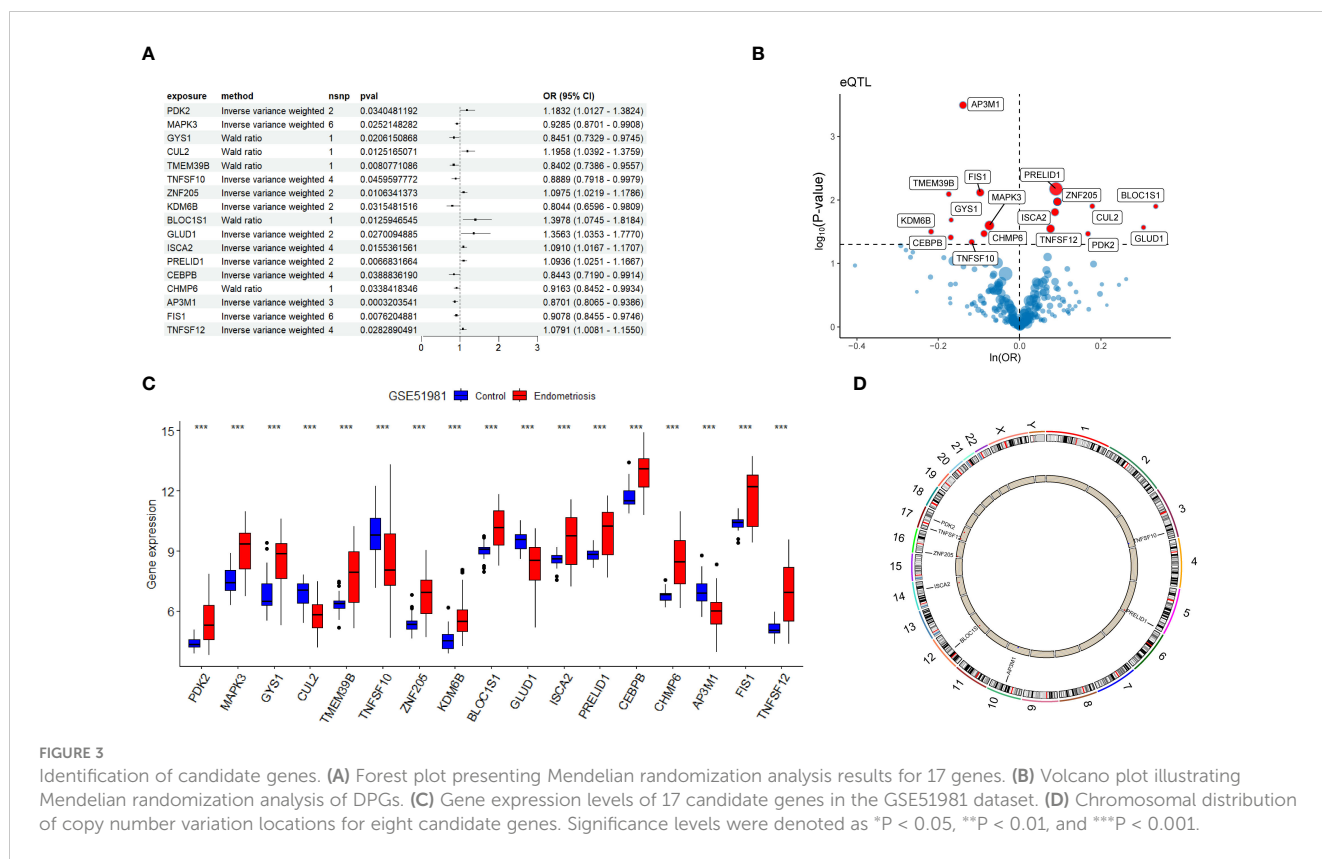 A
exposure method nsnp pval OR (95% CI)
PDK2 Inverse variance weighted 2 0.0340481192 1.1832 (1.0127 - 1.3824)
MAPK3 Inverse variance weighted 6 0.0252148282 0.9285 (0.8701 - 0.9908)
GYS1 Wald ratio 1 0.0206150868 0.8451 (0.7329 - 0.9745)
CUL2 Wald ratio 1 0.0125165071 1.1958 (1.0392 - 1.3759)
TMEM39B Wald ratio 1 0.0080771086 0.8402 (0.7386 - 0.9557)
TNFSF10 Inverse variance weighted 4 0.0459597772 0.8889 (0.7918 - 0.9979)
ZNF205 Inverse variance weighted 2 0.0106341373 1.0975 (1.0219 - 1.1786)
KDM6B Inverse variance weighted 2 0.0315481516 0.8044 (0.6596 - 0.9809)
BLOC1S1 Wald ratio 1 0.0125946545 1.3978 (1.0745 - 1.8184)
GLUD1 Inverse variance weighted 2 0.0270094885 1.3563 (1.0353 - 1.7770)
ISCA2 Inverse variance weighted 4 0.0155361561 1.0910 (1.0167 - 1.1707)
PRELID1 Inverse variance weighted 2 0.0066831664 1.0936 (1.0251 - 1.1667)
CEBPB Inverse variance weighted 4 0.0388836190 0.8443 (0.7190 - 0.9914)
CHMP6 Wald ratio 1 0.0338418346 0.9163 (0.8452 - 0.9934)
AP3M1 Inverse variance weighted 3 0.0003203541 0.8701 (0.8065 - 0.9386)
FIS1 Inverse variance weighted 6 0.0076204881 0.9078 (0.8455 - 0.9746)
TNFSF12 Inverse variance weighted 4 0.0282890491 1.0791 (1.0081 - 1.1550)
0 1 2 3
B
eQTL
log10(P-value)
3
2
1
0
AP3M1
PRELID1
FIS1
TMEM39B
ZNF205
BLOC1S1
MAPK3
GYS1
ISCA2
CUL2
KDM6B
CEBPB
CHMP6
TNFSF12
PDK2
GLUD1
TNFSF10
−0.4 −0.2 0.0 0.2
ln(OR)
C
GSE51981 Control Endometriosis
Gene expression
15
12
9
6
*** *** *** *** *** *** *** *** *** *** *** *** *** *** *** *** ***
PDK2 MAPK3 GYS1 CUL2 TMEM39B TNFSF10 ZNF205 KDM6B BLOC1S1 GLUD1 ISCA2 PRELID1 CEBPB CHMP6 AP3M1 FIS1 TNFSF12
D
1
2
3
4
5
6
7
8
9
10
11
12
13
14
15
16
17
18
19
20
21
22
X
Y
TNFSF10
PRELID1
AP3M1
BLOC1S1
ISCA2
ZNF205
TNFSF12
PDK2
FIGURE 3
Identification of candidate genes. (A) Forest plot presenting Mendelian randomization analysis results for 17 genes. (B) Volcano plot illustrating
Mendelian randomization analysis of DPGs. (C) Gene expression levels of 17 candidate genes in the GSE51981 dataset. (D) Chromosomal distribution
of copy number variation locations for eight candidate genes. Significance levels were denoted as *P < 0.05, **P < 0.01, and ***P < 0.001.